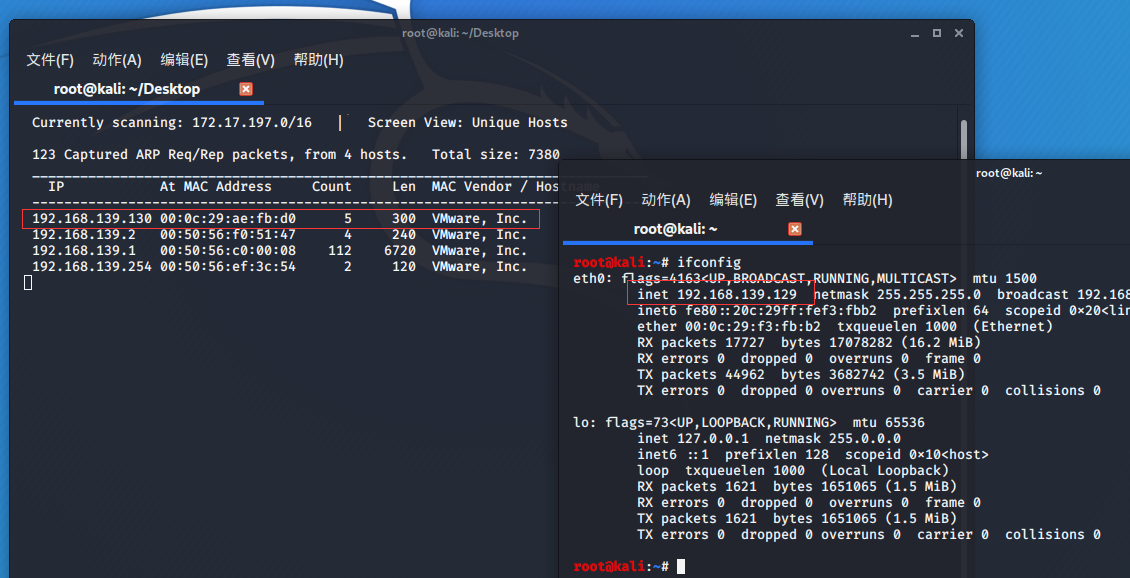 root@kali: ~/Desktop
文件(F) 动作(A) 编辑(E) 查看(V) 帮助(H)
root@kali: ~/Desktop
Currently scanning: 172.17.197.0/16 | Screen View: Unique Hosts
123 Captured ARP Req/Rep packets, from 4 hosts. Total size: 7380
IP At MAC Address Count Len MAC Vendor / Hostname
192.168.139.130 00:0c:29:ae:fb:d0 5 300 VMware, Inc.
192.168.139.2 00:50:56:f0:51:47 4 240 VMware, Inc.
192.168.139.1 00:50:56:c0:00:08 112 6720 VMware, Inc.
192.168.139.254 00:50:56:ef:3c:54 2 120 VMware, Inc.
root@kali: ~
文件(F) 动作(A) 编辑(E) 查看(V) 帮助(H)
root@kali: ~
root@kali:~# ifconfig
eth0: flags=4163<UP,BROADCAST,RUNNING,MULTICAST> mtu 1500
inet 192.168.139.129 netmask 255.255.255.0 broadcast 192.168
inet6 fe80::20c:29ff:fef3:fbb2 prefixlen 64 scopeid 0×20<lin
ether 00:0c:29:f3:fb:b2 txqueuelen 1000 (Ethernet)
RX packets 17727 bytes 17078282 (16.2 MiB)
RX errors 0 dropped 0 overruns 0 frame 0
TX packets 44962 bytes 3682742 (3.5 MiB)
TX errors 0 dropped 0 overruns 0 carrier 0 collisions 0
lo: flags=73<UP,LOOPBACK,RUNNING> mtu 65536
inet 127.0.0.1 netmask 255.0.0.0
inet6 ::1 prefixlen 128 scopeid 0×10<host>
loop txqueuelen 1000 (Local Loopback)
RX packets 1621 bytes 1651065 (1.5 MiB)
RX errors 0 dropped 0 overruns 0 frame 0
TX packets 1621 bytes 1651065 (1.5 MiB)
TX errors 0 dropped 0 overruns 0 carrier 0 collisions 0
root@kali:~#